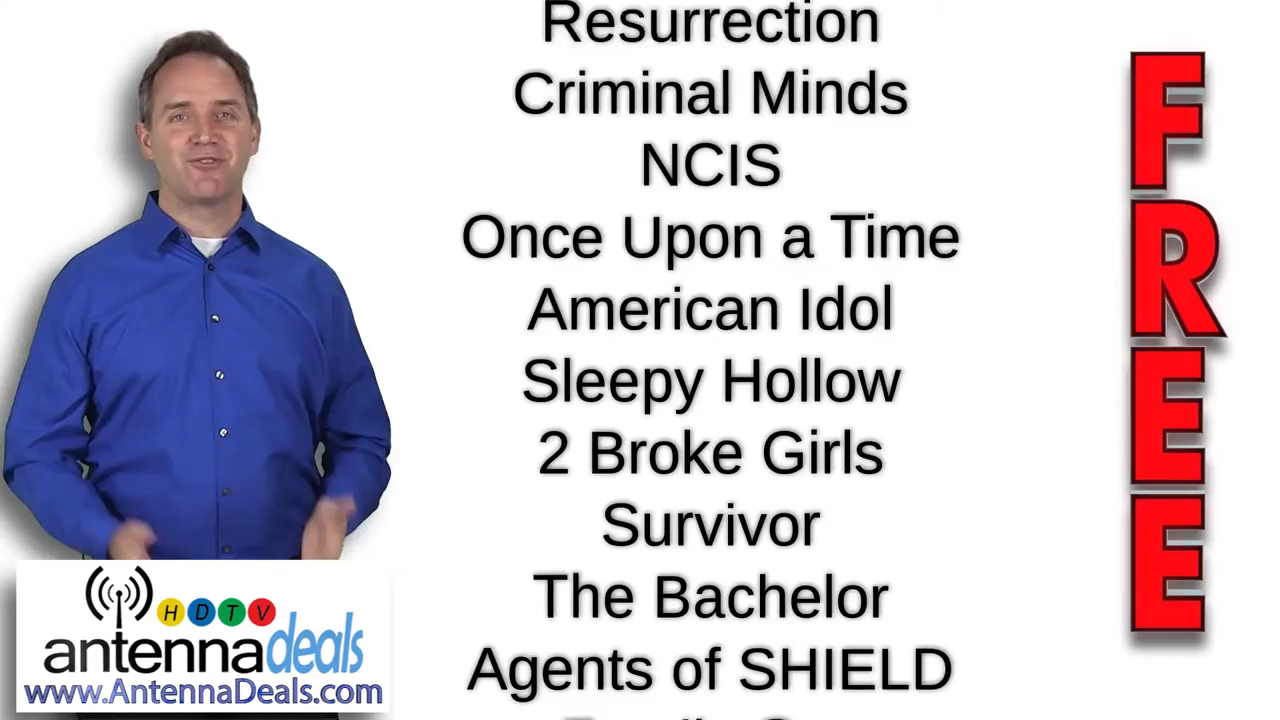 Resurrection
Criminal Minds
NCIS
Once Upon a Time
American Idol
Sleepy Hollow
2 Broke Girls
Survivor
The Bachelor
Agents of SHIELD
FREE
HDTV
antennadeals
www.AntennaDeals.com